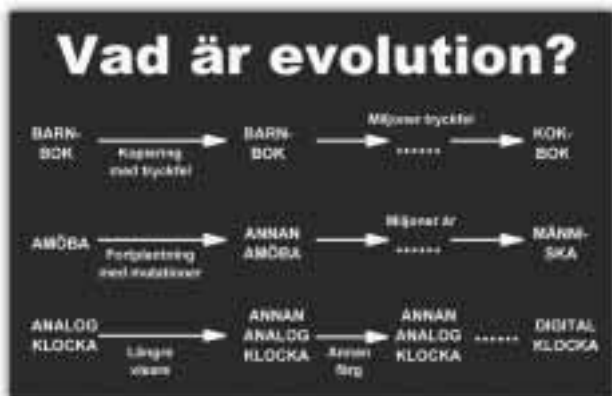 Vad är evolution?
BARN-
BOK
Kopiering
med tryckfel
BARN-
BOK
Miljoner tryckfel
......
KOK-
BOK
AMÖBA
Fortplantning
med mutationer
ANNAN
AMÖBA
Miljoner år
......
MÄNNI-
SKA
ANALOG
KLOCKA
Längre
visare
ANNAN
ANALOG
KLOCKA
Annan
färg
ANNAN
ANALOG
KLOCKA
......
DIGITAL
KLOCKA